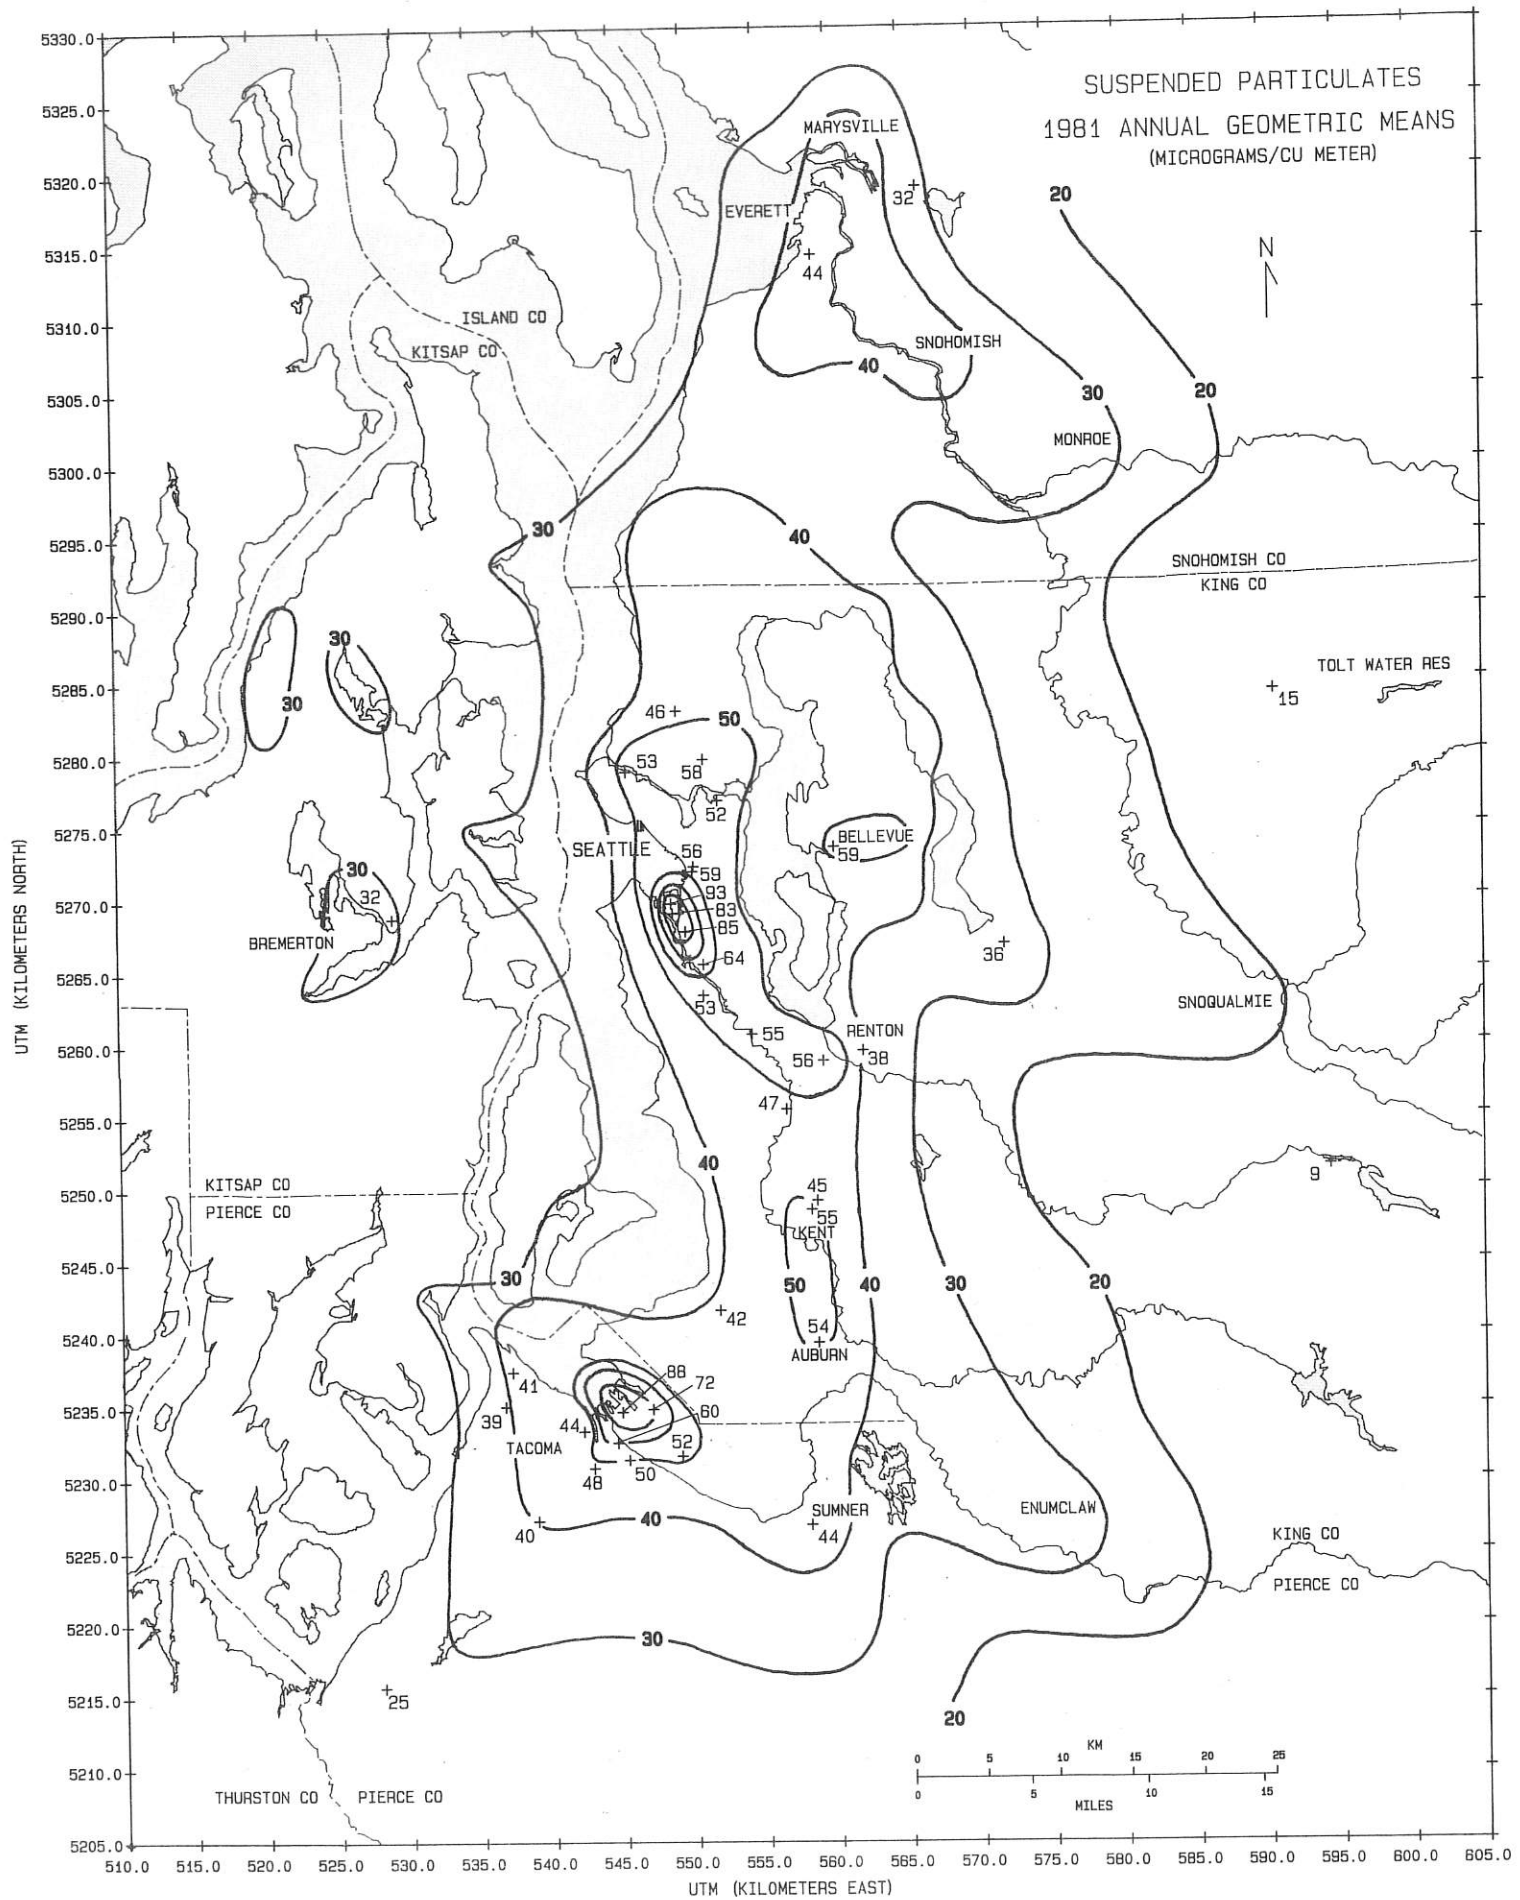 SUSPENDED PARTICULATES
1981 ANNUAL GEOMETRIC MEANS
(MICROGRAMS/CU METER)
5330.0
5325.0
5320.0
5315.0
5310.0
5305.0
5300.0
5295.0
5290.0
5285.0
5280.0
5275.0
5270.0
5265.0
5260.0
5255.0
5250.0
5245.0
5240.0
5235.0
5230.0
5225.0
5220.0
5215.0
5210.0
5205.0
UTM (KILOMETERS NORTH)
MARYSVILLE
32
20
EVERETT
N
44
ISLAND CO
KITSAP CO
SNOHOMISH
40
30
20
MONROE
30
40
SNOHOMISH CO
KING CO
30
30
TOLT WATER RES
15
46
50
53
58
52
SEATTLE
BELLEVUE
59
56
59
30
32
93
83
85
BREMERTON
64
36
53
SNOQUALMIE
55
RENTON
56
38
47
40
9
KITSAP CO
PIERCE CO
45
55
KENT
30
50
40
30
20
42
54
AUBURN
88
41
72
39
44
60
TACOMA
52
48
50
SUMNER
44
ENUMCLAW
40
40
KING CO
PIERCE CO
30
25
20
KM
0 5 10 15 20 25
0 5 10 15
MILES
THURSTON CO
PIERCE CO
510.0 515.0 520.0 525.0 530.0 535.0 540.0 545.0 550.0 555.0 560.0 565.0 570.0 575.0 580.0 585.0 590.0 595.0 600.0 605.0
UTM (KILOMETERS EAST)